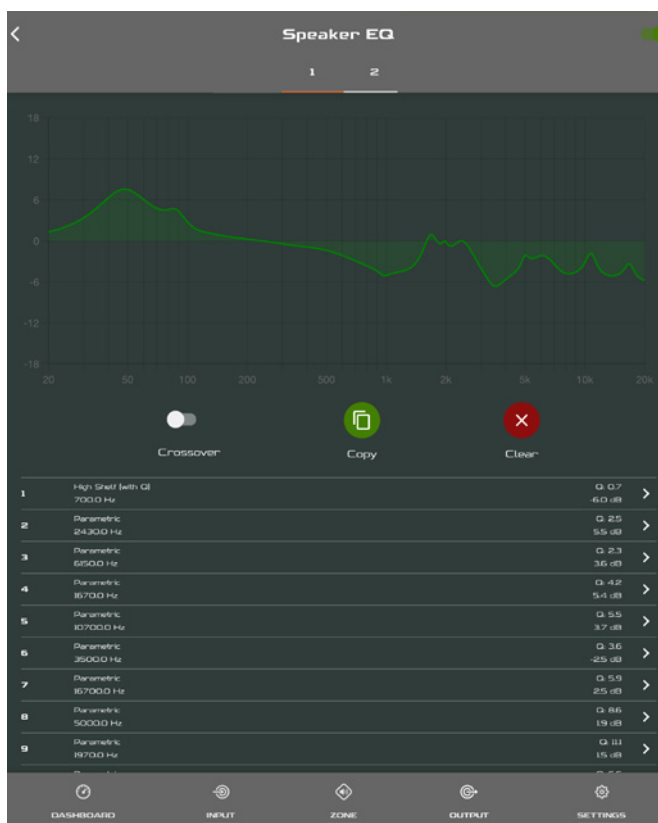 Speaker EQ
1 2
18
12
6
0
-6
-12
-18
20 50 100 200 500 1k 2k 5k 10k 20k
Crossover Copy Clear
1 High Shelf (with Q) Q: 0.7
700.0 Hz -6.0 dB
2 Parametric Q: 2.5
2430.0 Hz 5.5 dB
3 Parametric Q: 2.3
6150.0 Hz 3.6 dB
4 Parametric Q: 4.2
1670.0 Hz 5.4 dB
5 Parametric Q: 5.5
10700.0 Hz 3.7 dB
6 Parametric Q: 3.6
3500.0 Hz -2.5 dB
7 Parametric Q: 5.9
16700.0 Hz 2.5 dB
8 Parametric Q: 8.6
5000.0 Hz 1.9 dB
9 Parametric Q: 11.1
1970.0 Hz 1.5 dB
DASHBOARD INPUT ZONE OUTPUT SETTINGS